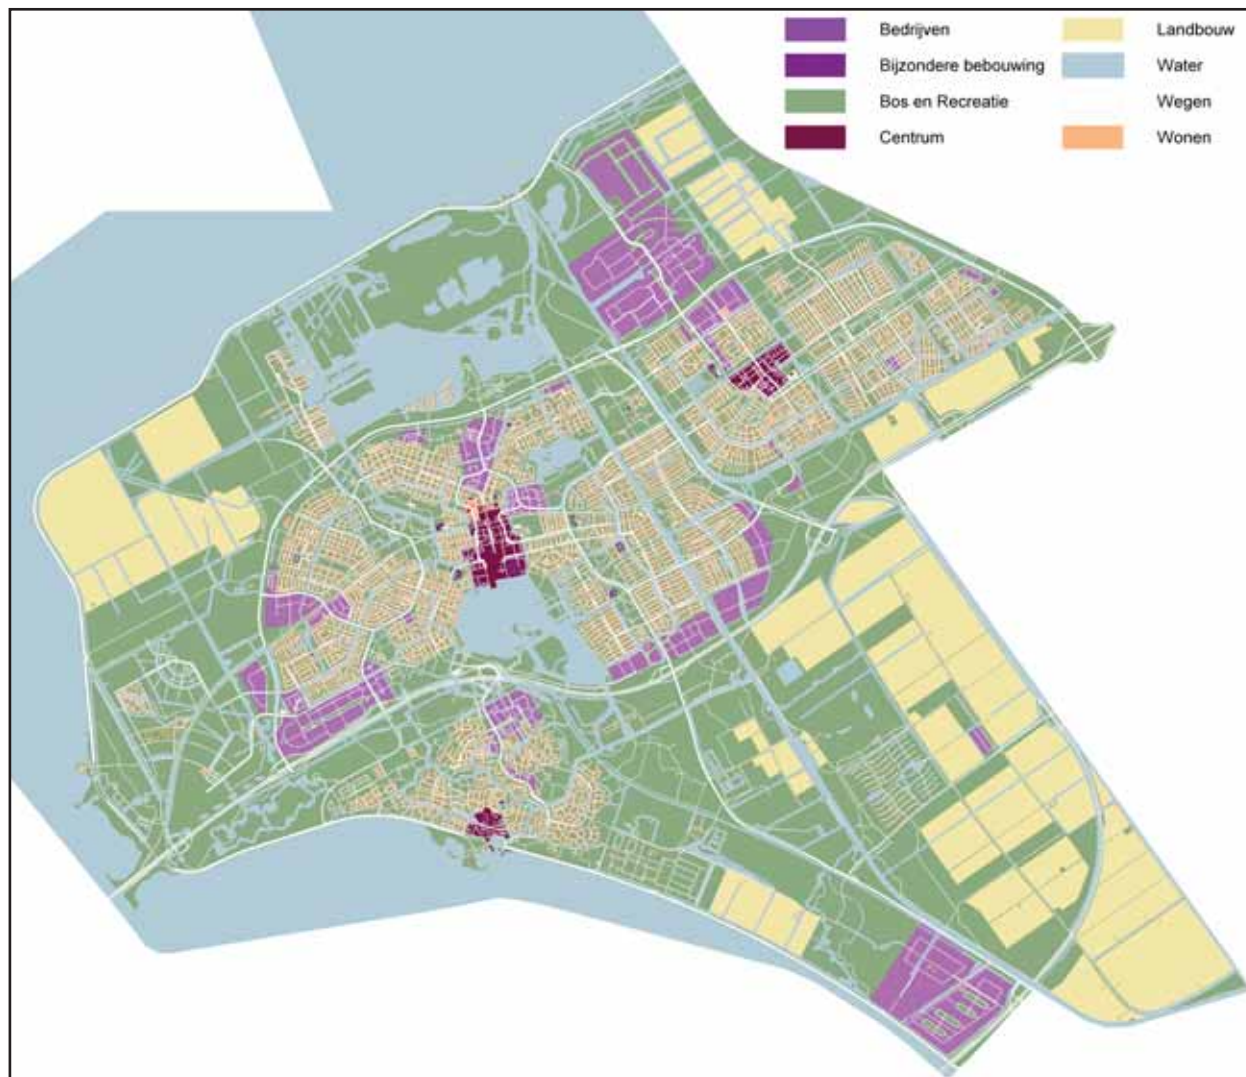 Bedrijven
Bijzondere bebouwing
Bos en Recreatie
Centrum
Landbouw
Water
Wegen
Wonen